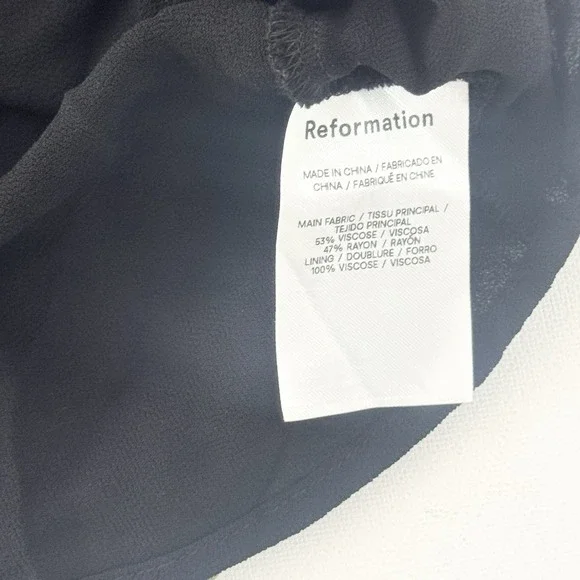 Reformation
MADE IN CHINA / FABRICADO EN
CHINA / FABRIQUÉ EN CHINE
MAIN FABRIC / TISSU PRINCIPAL /
TEJIDO PRINCIPAL
53% VISCOSE / VISCOSA
47% RAYON / RAYÓN
LINING / DOUBLURE / FORRO
100% VISCOSE / VISCOSA